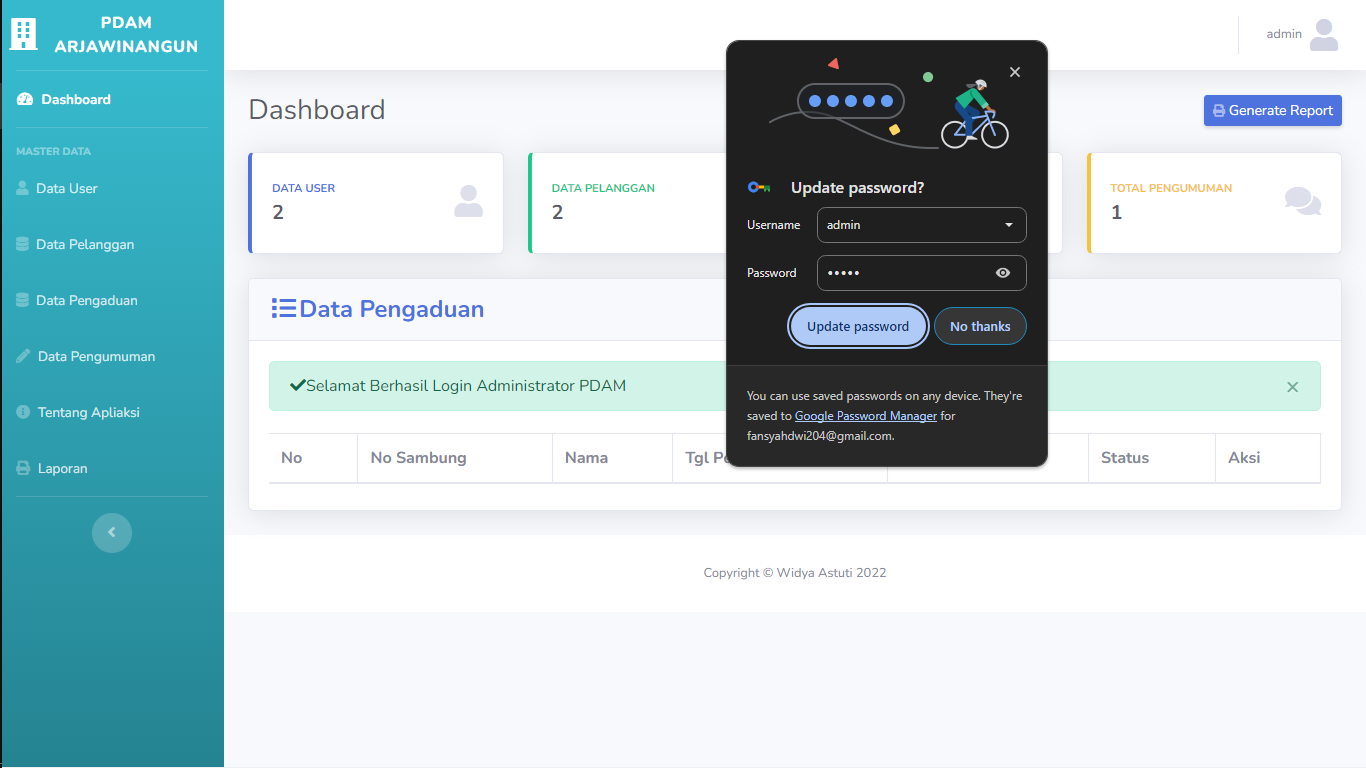 PDAM
ARJAWINANGUN
Dashboard
MASTER DATA
Data User
Data Pelanggan
Data Pengaduan
Data Pengumuman
Tentang Apliaksi
Laporan
admin
Dashboard
Generate Report
DATA USER
2
DATA PELANGGAN
2
TOTAL PENGUMUMAN
1
Data Pengaduan
Selamat Berhasil Login Administrator PDAM
No
No Sambung
Nama
Tgl
Status
Aksi
Copyright © Widya Astuti 2022
Update password?
Username
admin
Password
•••••
Update password
No thanks
You can use saved passwords on any device. They're
saved to Google Password Manager for
fansyahdwi204@gmail.com.